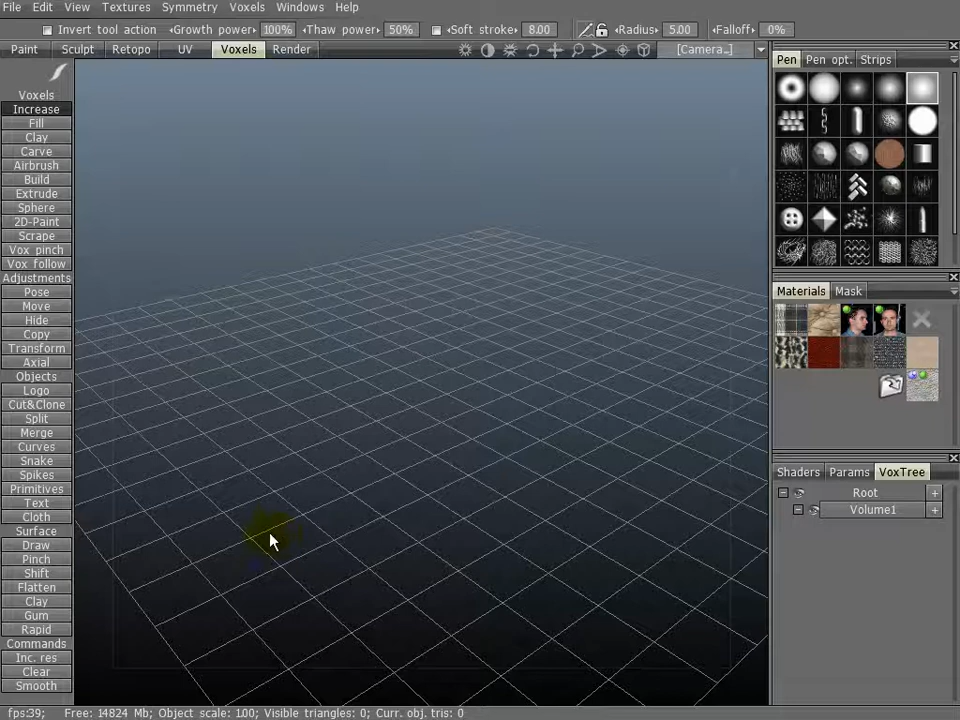 File Edit View Textures Symmetry Voxels Windows Help
Invert tool action Growth power 100% Thaw power 50% Soft stroke 8.00 Radius 5.00 Falloff 0%
Paint Sculpt Retopo UV Voxels Render [Camera_]
Voxels
Increase
Fill
Clay
Carve
Airbrush
Build
Extrude
Sphere
2D-Paint
Scrape
Vox pinch
Vox follow
Adjustments
Pose
Move
Hide
Copy
Transform
Axial
Objects
Logo
Cut&Clone
Split
Merge
Curves
Snake
Spikes
Primitives
Text
Cloth
Surface
Draw
Pinch
Shift
Flatten
Clay
Gum
Rapid
Commands
Inc. res
Clear
Smooth
Pen Pen opt. Strips
Materials Mask
Shaders Params VoxTree
Root +
Volume1 +
fps:39; Free: 14824 Mb; Object scale: 1.00; Visible triangles: 0; Curr. obj. tris: 0